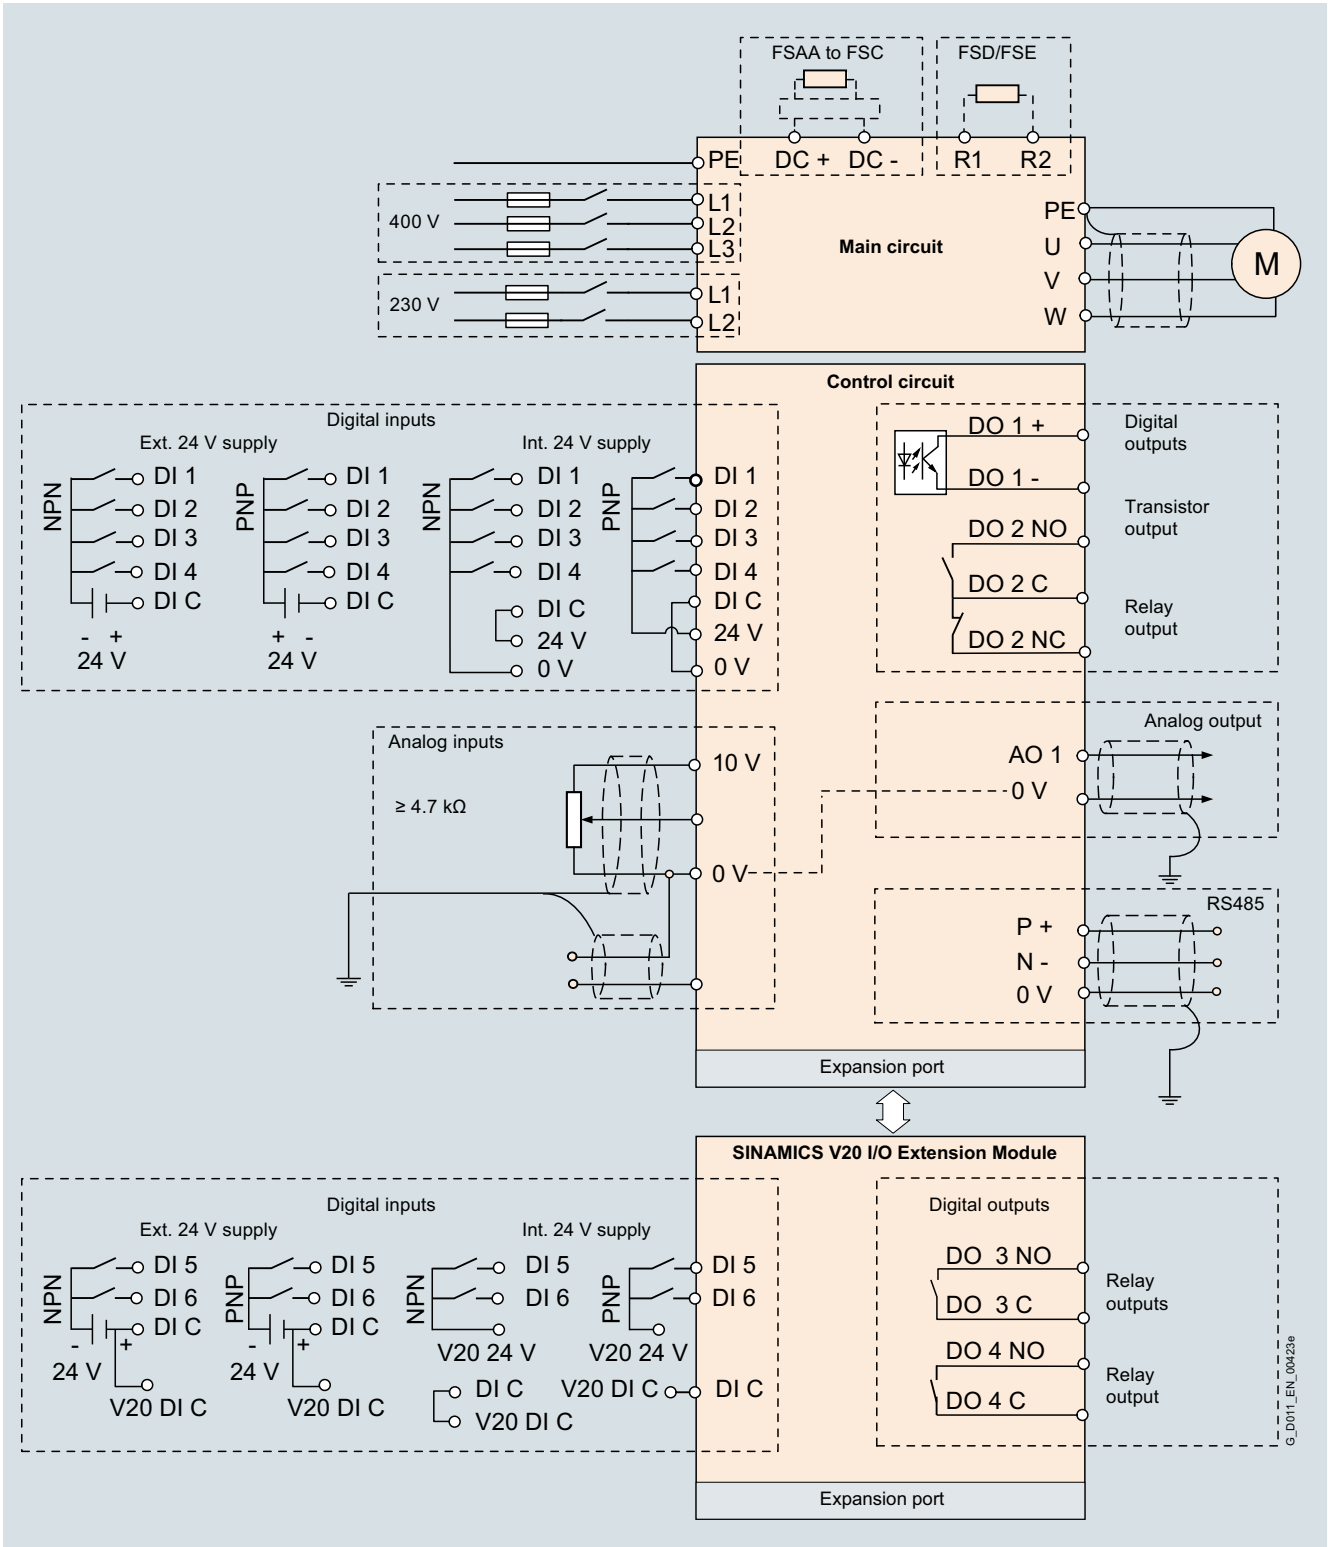 FSAA to FSC
FSD/FSE
PE
DC +
DC -
R1
R2
400 V
L1
L2
L3
230 V
L1
L2
Main circuit
PE
U
V
W
M
Control circuit
Digital inputs
Ext. 24 V supply
Int. 24 V supply
NPN
DI 1
DI 2
DI 3
DI 4
DI C
- +
24 V
PNP
DI 1
DI 2
DI 3
DI 4
DI C
+ -
24 V
NPN
DI 1
DI 2
DI 3
DI 4
DI C
24 V
0 V
PNP
DI 1
DI 2
DI 3
DI 4
DI C
24 V
0 V
DO 1 +
DO 1 -
DO 2 NO
DO 2 C
DO 2 NC
Digital
outputs
Transistor
output
Relay
output
Analog inputs
≥ 4.7 kΩ
10 V
0 V
Analog output
AO 1
0 V
RS485
P +
N -
0 V
Expansion port
SINAMICS V20 I/O Extension Module
Digital inputs
Ext. 24 V supply
Int. 24 V supply
NPN
DI 5
DI 6
DI C
- +
24 V
V20 DI C
PNP
DI 5
DI 6
DI C
- +
24 V
V20 DI C
NPN
DI 5
DI 6
V20 24 V
DI C
V20 DI C
PNP
DI 5
DI 6
V20 24 V
V20 DI C
DI C
Digital outputs
DO 3 NO
DO 3 C
DO 4 NO
DO 4 C
Relay
outputs
Relay
output
Expansion port
G_D011_EN_00423e